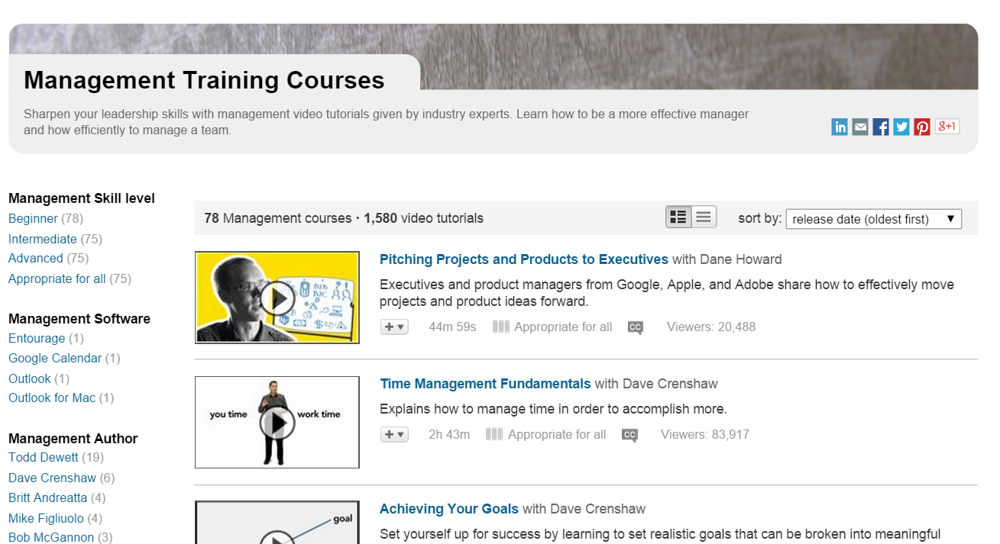 Management Training Courses
Sharpen your leadership skills with management video tutorials given by industry experts. Learn how to be a more effective manager
and how efficiently to manage a team.
in
f
g+1
Management Skill level
Beginner (78)
Intermediate (75)
Advanced (75)
Appropriate for all (75)
Management Software
Entourage (1)
Google Calendar (1)
Outlook (1)
Outlook for Mac (1)
Management Author
Todd Dewett (19)
Dave Crenshaw (6)
Britt Andreatta (4)
Mike Figliuolo (4)
Bob McGannon (3)
78 Management courses · 1,580 video tutorials
sort by: release date (oldest first) ▼
B2B
B2C
Pitching Projects and Products to Executives with Dane Howard
Executives and product managers from Google, Apple, and Adobe share how to effectively move
projects and product ideas forward.
+ ▼ 44m 59s Appropriate for all CC Viewers: 20,488
you time work time
Time Management Fundamentals with Dave Crenshaw
Explains how to manage time in order to accomplish more.
+ ▼ 2h 43m Appropriate for all CC Viewers: 83,917
goal
Achieving Your Goals with Dave Crenshaw
Set yourself up for success by learning to set realistic goals that can be broken into meaningful